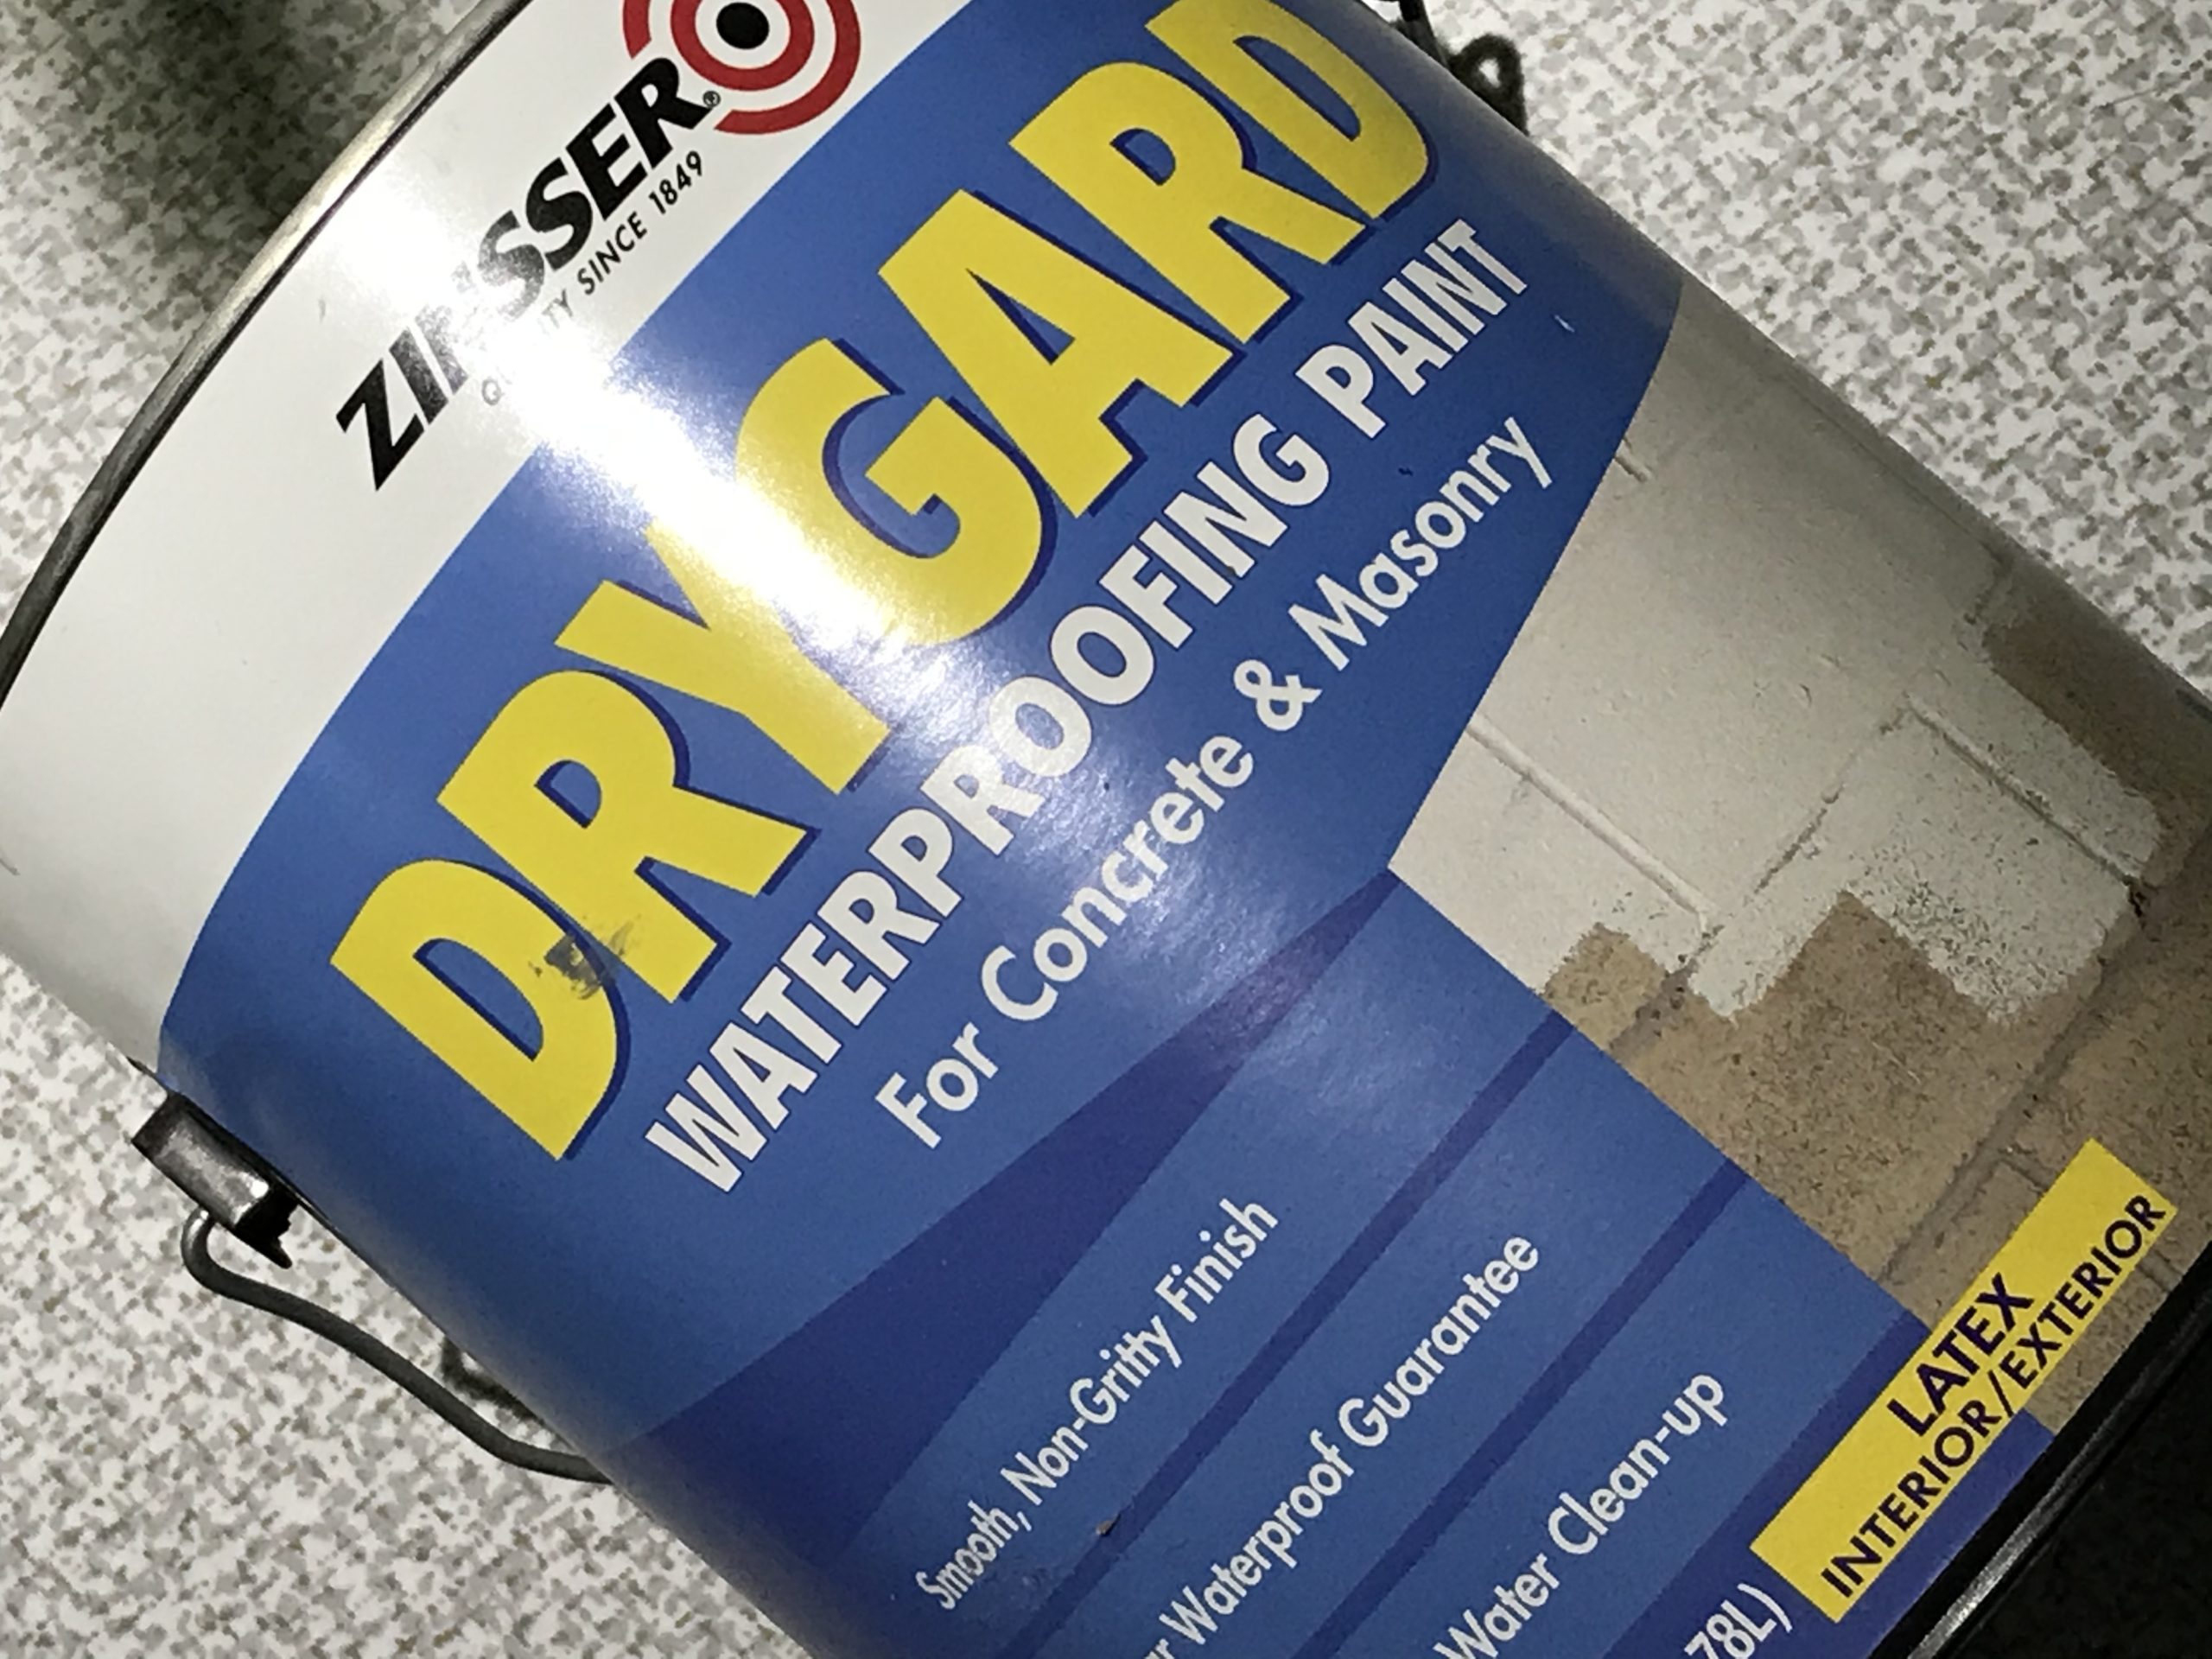 ZINSSER®
QUALITY SINCE 1849
DRYGARD
WATERPROOFING PAINT
For Concrete & Masonry
Smooth, Non-Gritty Finish
Waterproof Guarantee
Water Clean-up
LATEX
INTERIOR/EXTERIOR
78L)